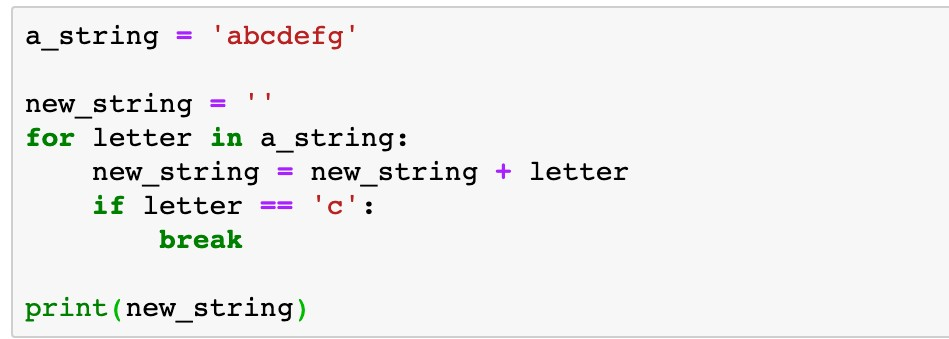 a_string = 'abcdefg'
new_string = ''
for letter in a_string:
    new_string = new_string + letter
    if letter == 'c':
        break
print(new_string)